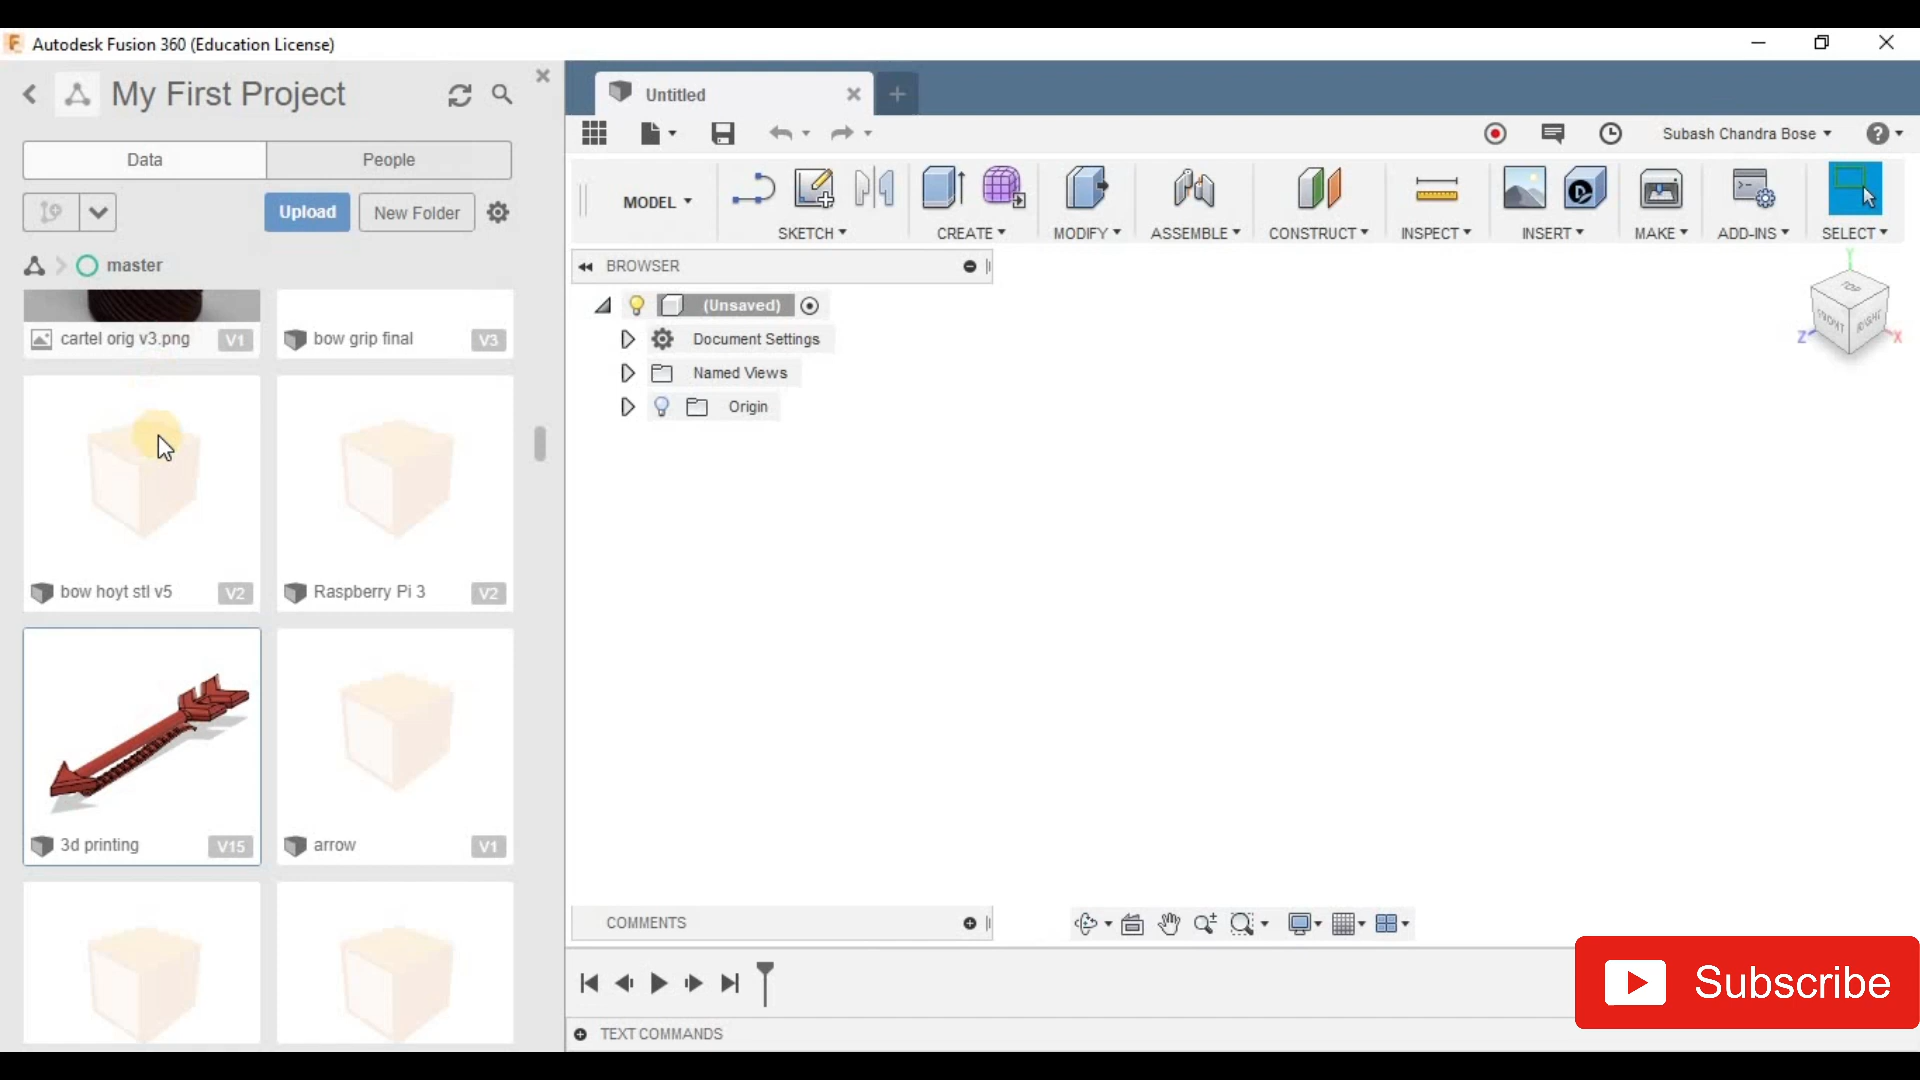 Autodesk Fusion 360 (Education License)
My First Project
Data
People
Upload
New Folder
master
cartel orig v3.png
V1
bow grip final
V3
bow hoyt stl v5
V2
Raspberry Pi 3
V2
3d printing
V15
arrow
V1
Untitled
Subash Chandra Bose
MODEL
SKETCH
CREATE
MODIFY
ASSEMBLE
CONSTRUCT
INSPECT
INSERT
MAKE
ADD-INS
SELECT
BROWSER
(Unsaved)
Document Settings
Named Views
Origin
TOP
FRONT
RIGHT
Y
Z
X
COMMENTS
TEXT COMMANDS
Subscribe